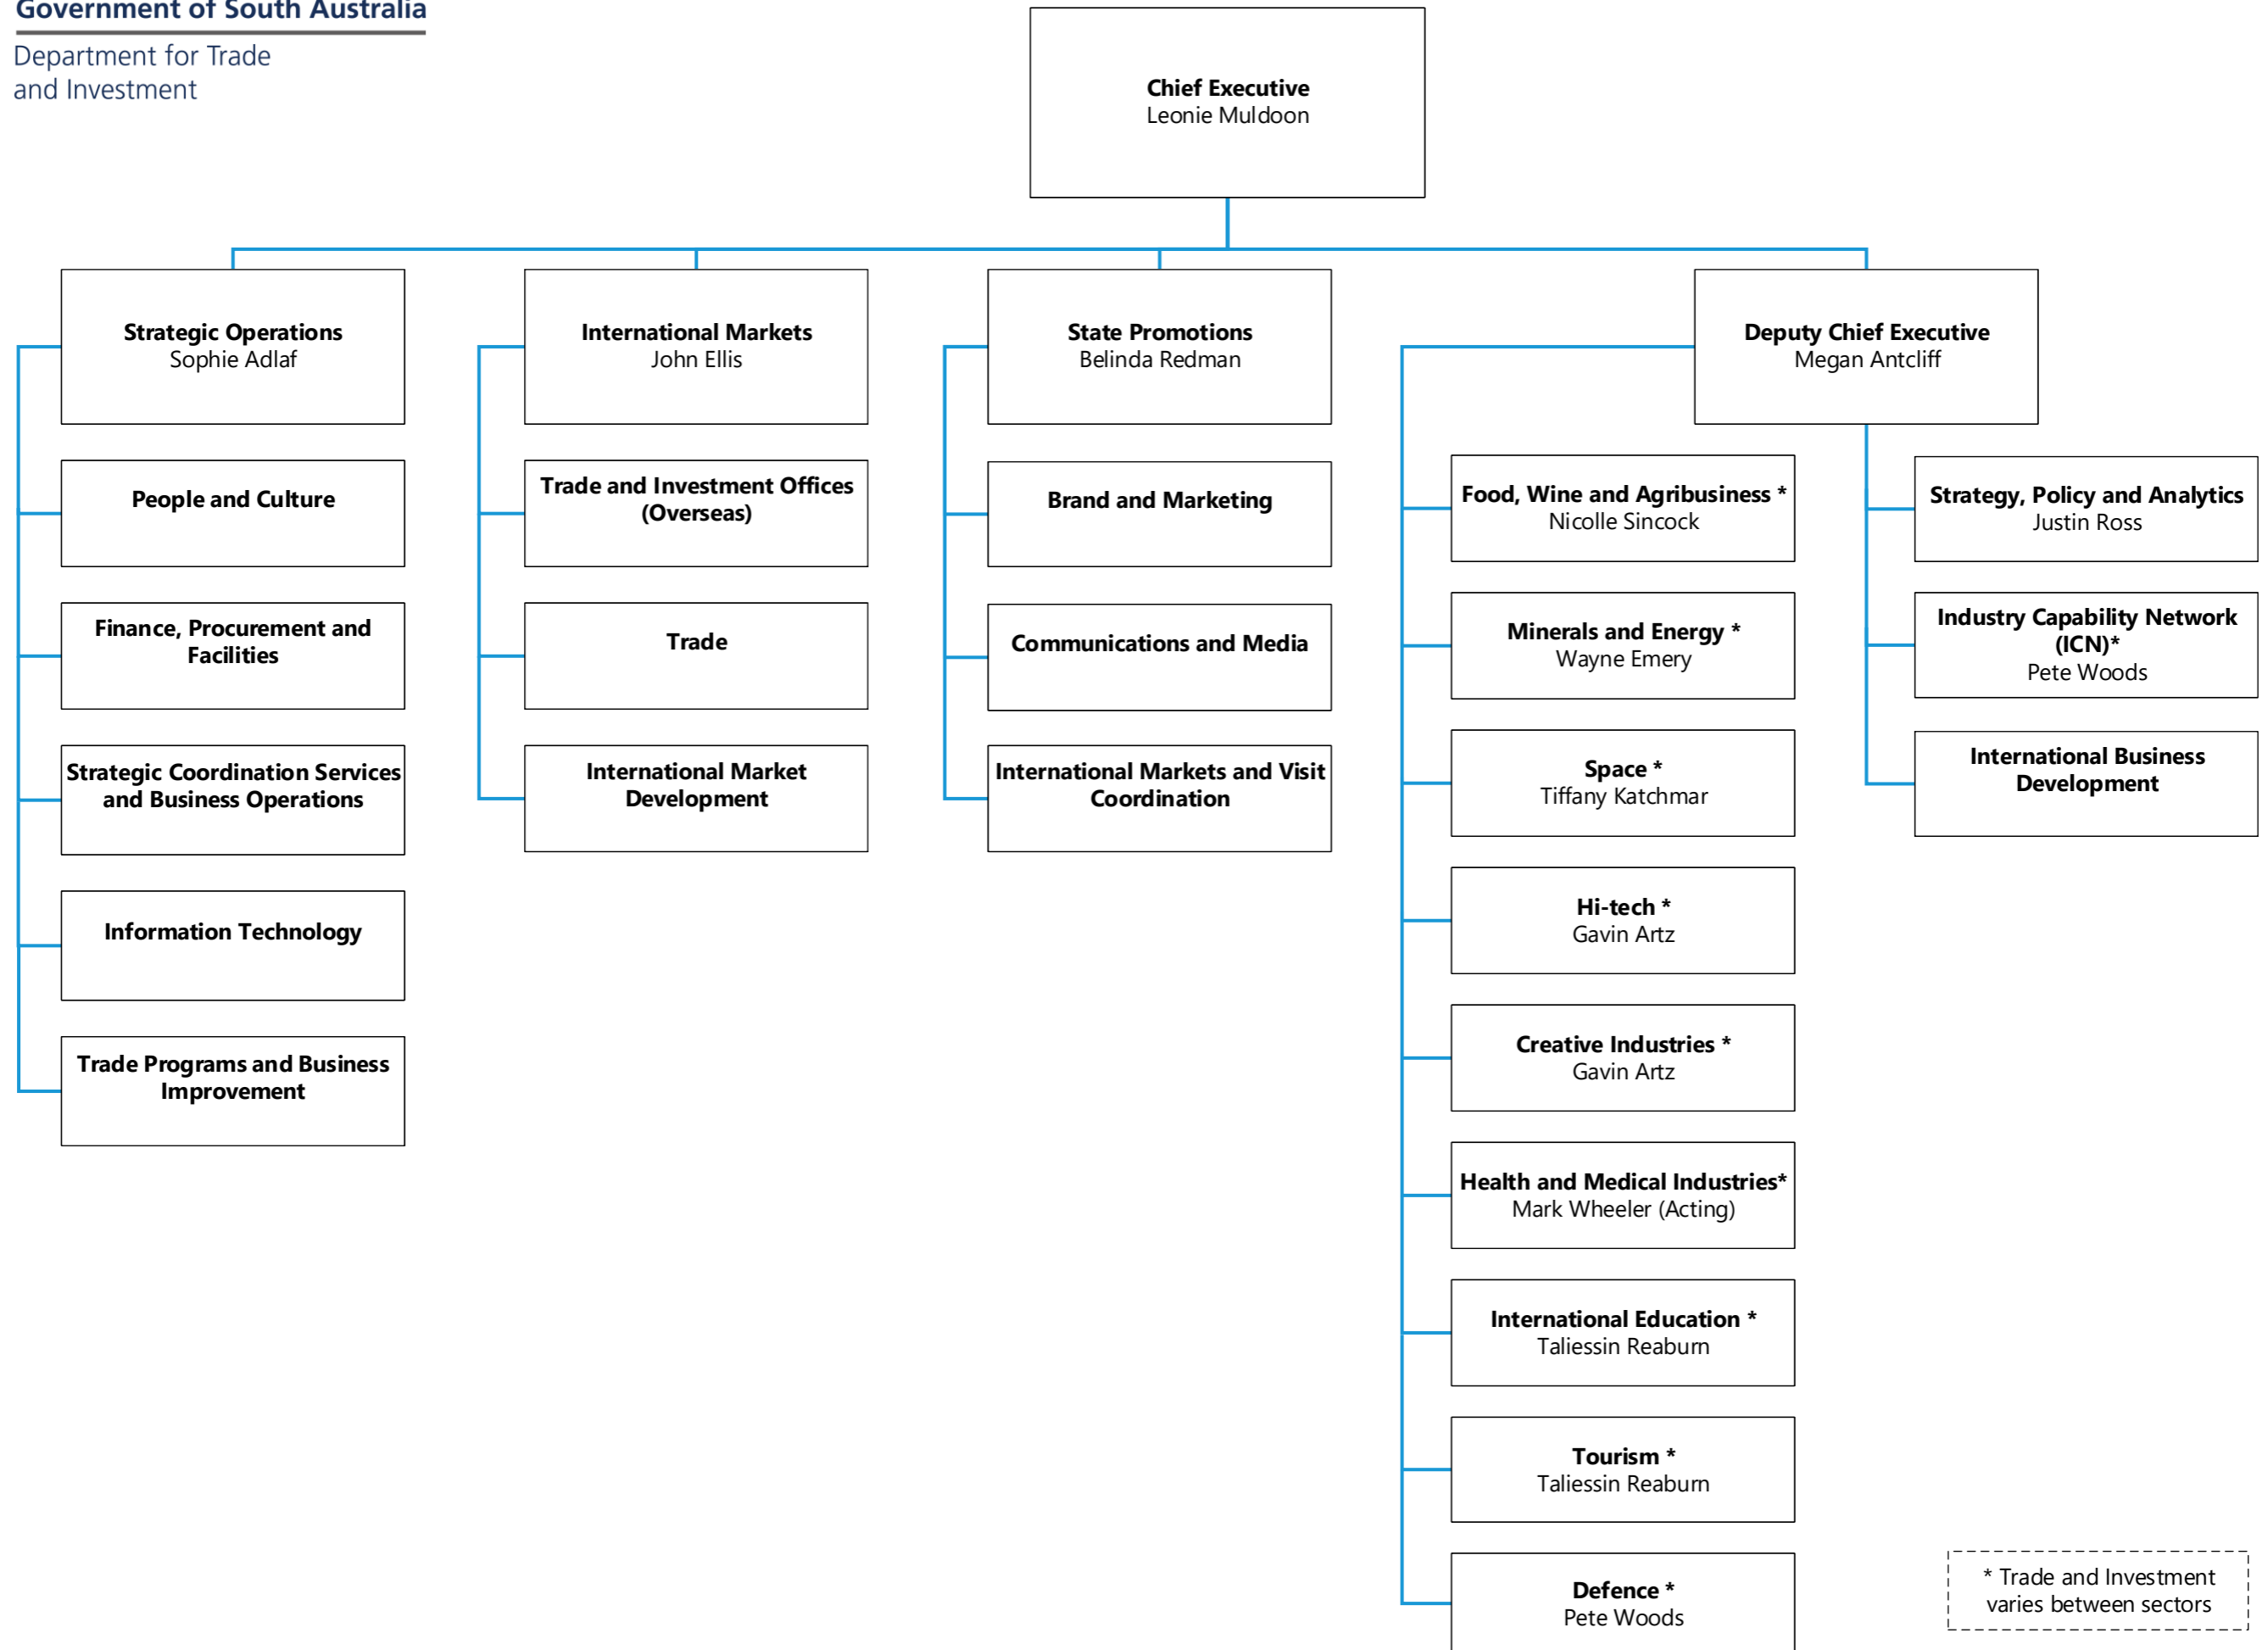 Government of South Australia
Department for Trade
and Investment
Chief Executive
Leonie Muldoon
Strategic Operations
Sophie Adlaf
People and Culture
Finance, Procurement and
Facilities
Strategic Coordination Services
and Business Operations
Information Technology
Trade Programs and Business
Improvement
International Markets
John Ellis
Trade and Investment Offices
(Overseas)
Trade
International Market
Development
State Promotions
Belinda Redman
Brand and Marketing
Communications and Media
International Markets and Visit
Coordination
Deputy Chief Executive
Megan Antcliff
Food, Wine and Agribusiness *
Nicolle Sincock
Minerals and Energy *
Wayne Emery
Space *
Tiffany Katchmar
Hi-tech *
Gavin Artz
Creative Industries *
Gavin Artz
Health and Medical Industries*
Mark Wheeler (Acting)
International Education *
Taliessin Reaburn
Tourism *
Taliessin Reaburn
Defence *
Pete Woods
Strategy, Policy and Analytics
Justin Ross
Industry Capability Network
(ICN)*
Pete Woods
International Business
Development
* Trade and Investment
varies between sectors